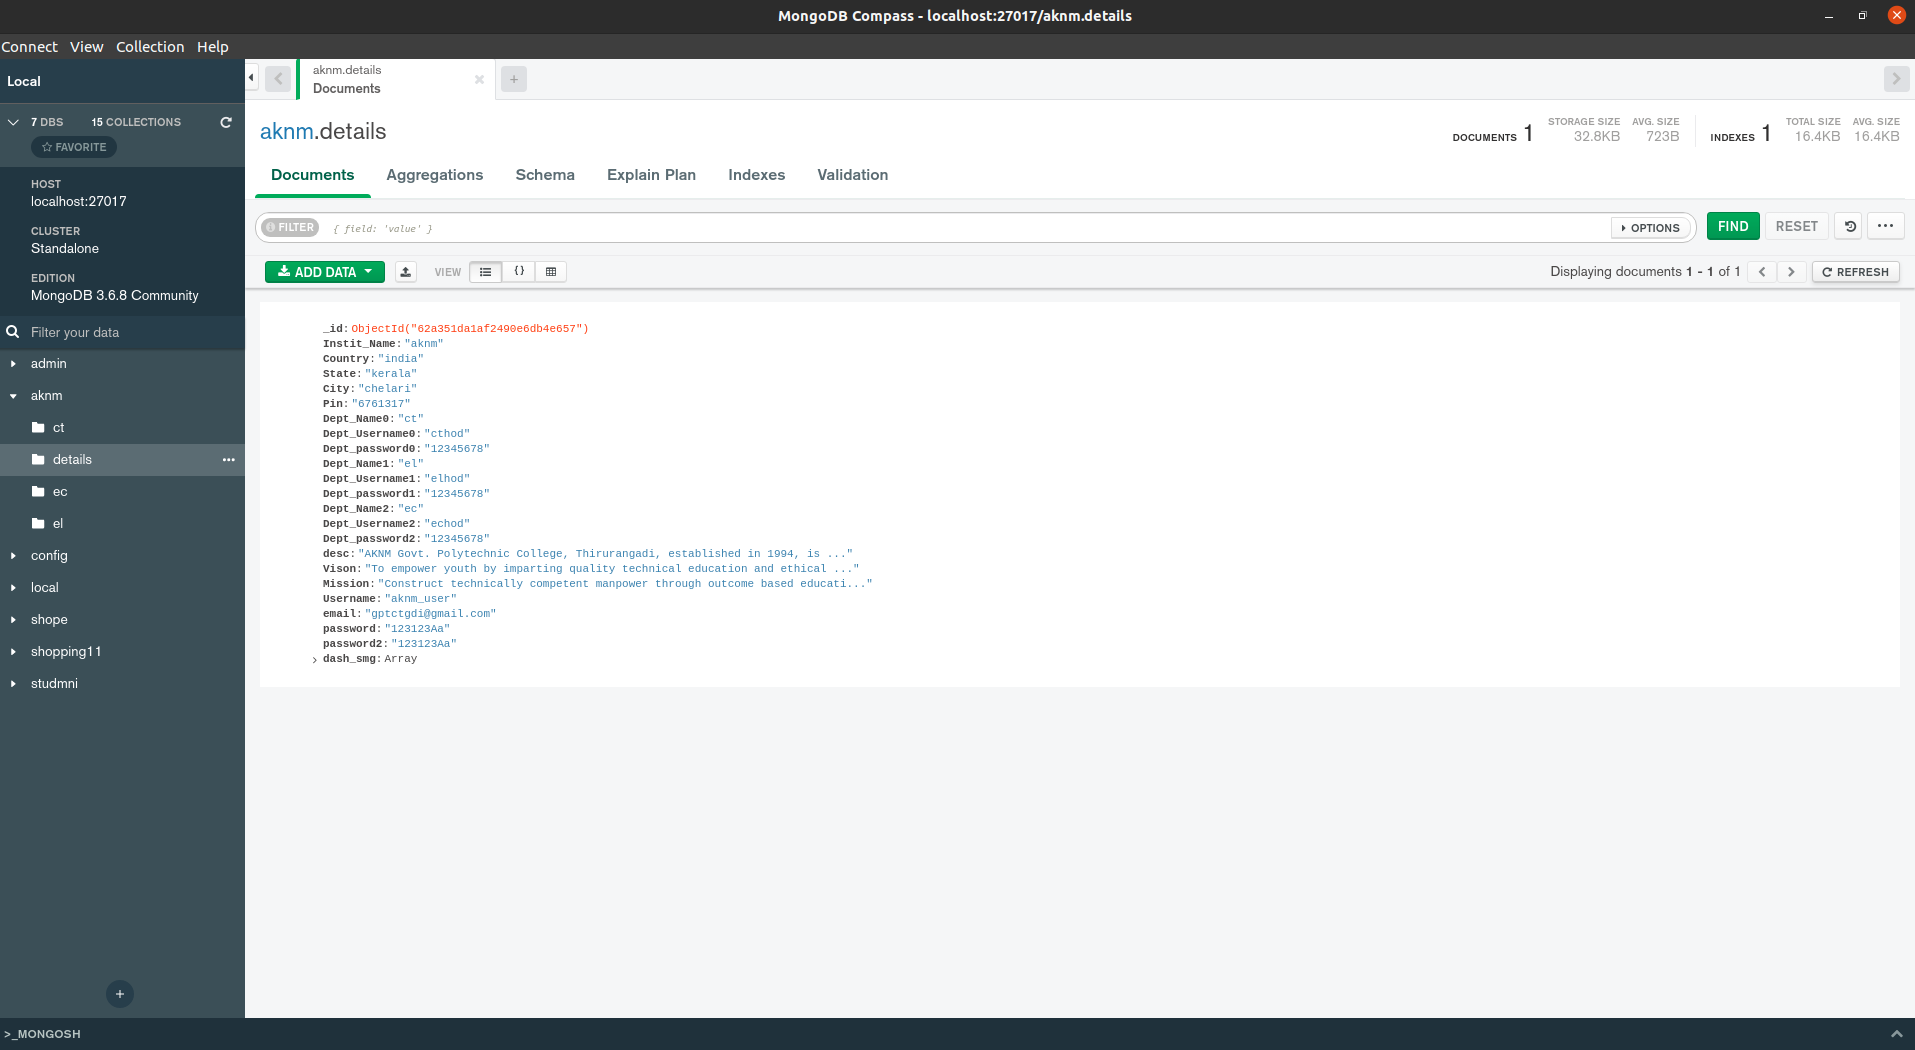 MongoDB Compass - localhost:27017/aknm.details
Connect View Collection Help
Local
7 DBS 15 COLLECTIONS
FAVORITE
HOST
localhost:27017
CLUSTER
Standalone
EDITION
MongoDB 3.6.8 Community
Filter your data
admin
aknm
ct
details
ec
el
config
local
shope
shopping11
studmni
>_MONGOSH
aknm.details
Documents
aknm.details
DOCUMENTS 1 STORAGE SIZE 32.8KB AVG. SIZE 723B INDEXES 1 TOTAL SIZE 16.4KB AVG. SIZE 16.4KB
Documents Aggregations Schema Explain Plan Indexes Validation
FILTER { field: 'value' } OPTIONS FIND RESET
ADD DATA VIEW {} Displaying documents 1 - 1 of 1 REFRESH
_id: ObjectId("62a351da1af2490e6db4e657")
Instit_Name: "aknm"
Country: "india"
State: "kerala"
City: "chelari"
Pin: "6761317"
Dept_Name0: "ct"
Dept_Username0: "cthod"
Dept_password0: "12345678"
Dept_Name1: "el"
Dept_Username1: "elhod"
Dept_password1: "12345678"
Dept_Name2: "ec"
Dept_Username2: "echod"
Dept_password2: "12345678"
desc: "AKNM Govt. Polytechnic College, Thirurangadi, established in 1994, is ..."
Vison: "To empower youth by imparting quality technical education and ethical ..."
Mission: "Construct technically competent manpower through outcome based educati..."
Username: "aknm_user"
email: "gptctgdi@gmail.com"
password: "123123Aa"
password2: "123123Aa"
dash_smg: Array